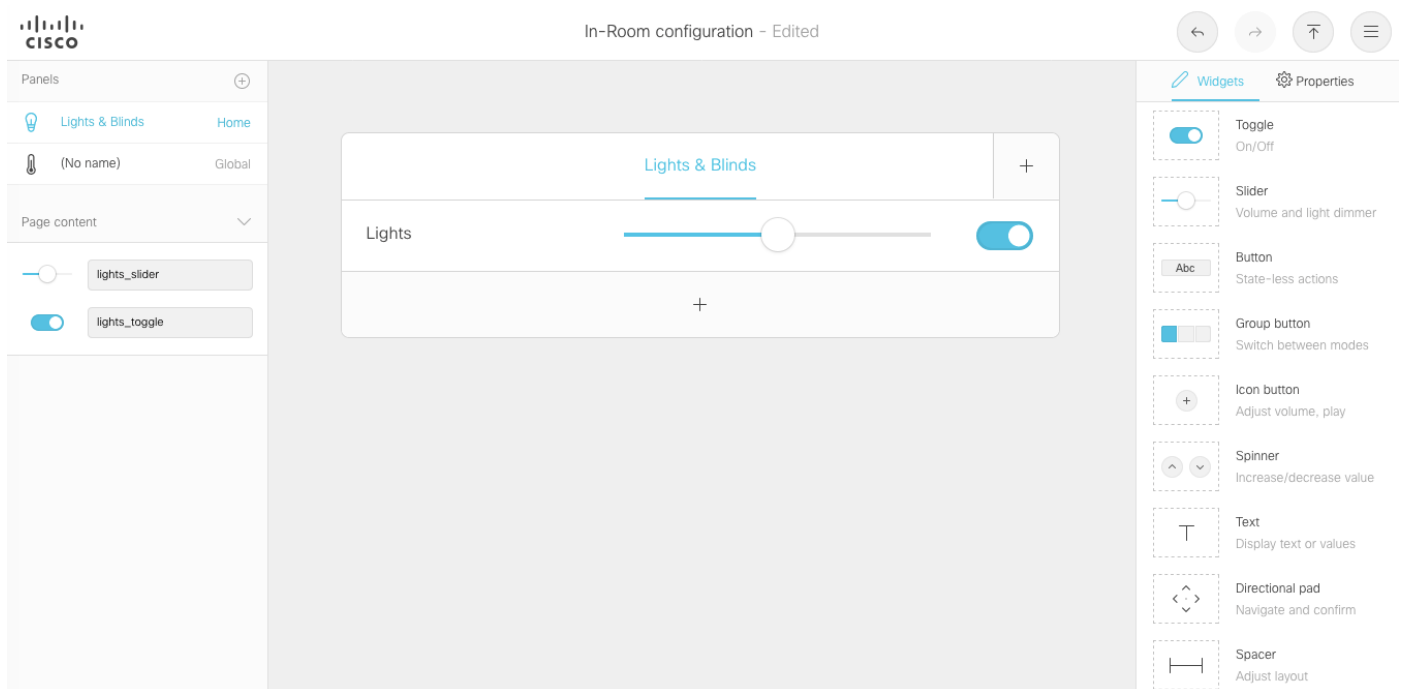 CISCO
In-Room configuration - Edited
Panels
Lights & Blinds Home
(No name) Global
Page content
lights_slider
lights_toggle
Lights & Blinds
Lights
Widgets Properties
Toggle
On/Off
Slider
Volume and light dimmer
Abc
Button
State-less actions
Group button
Switch between modes
Icon button
Adjust volume, play
Spinner
Increase/decrease value
T
Text
Display text or values
Directional pad
Navigate and confirm
Spacer
Adjust layout